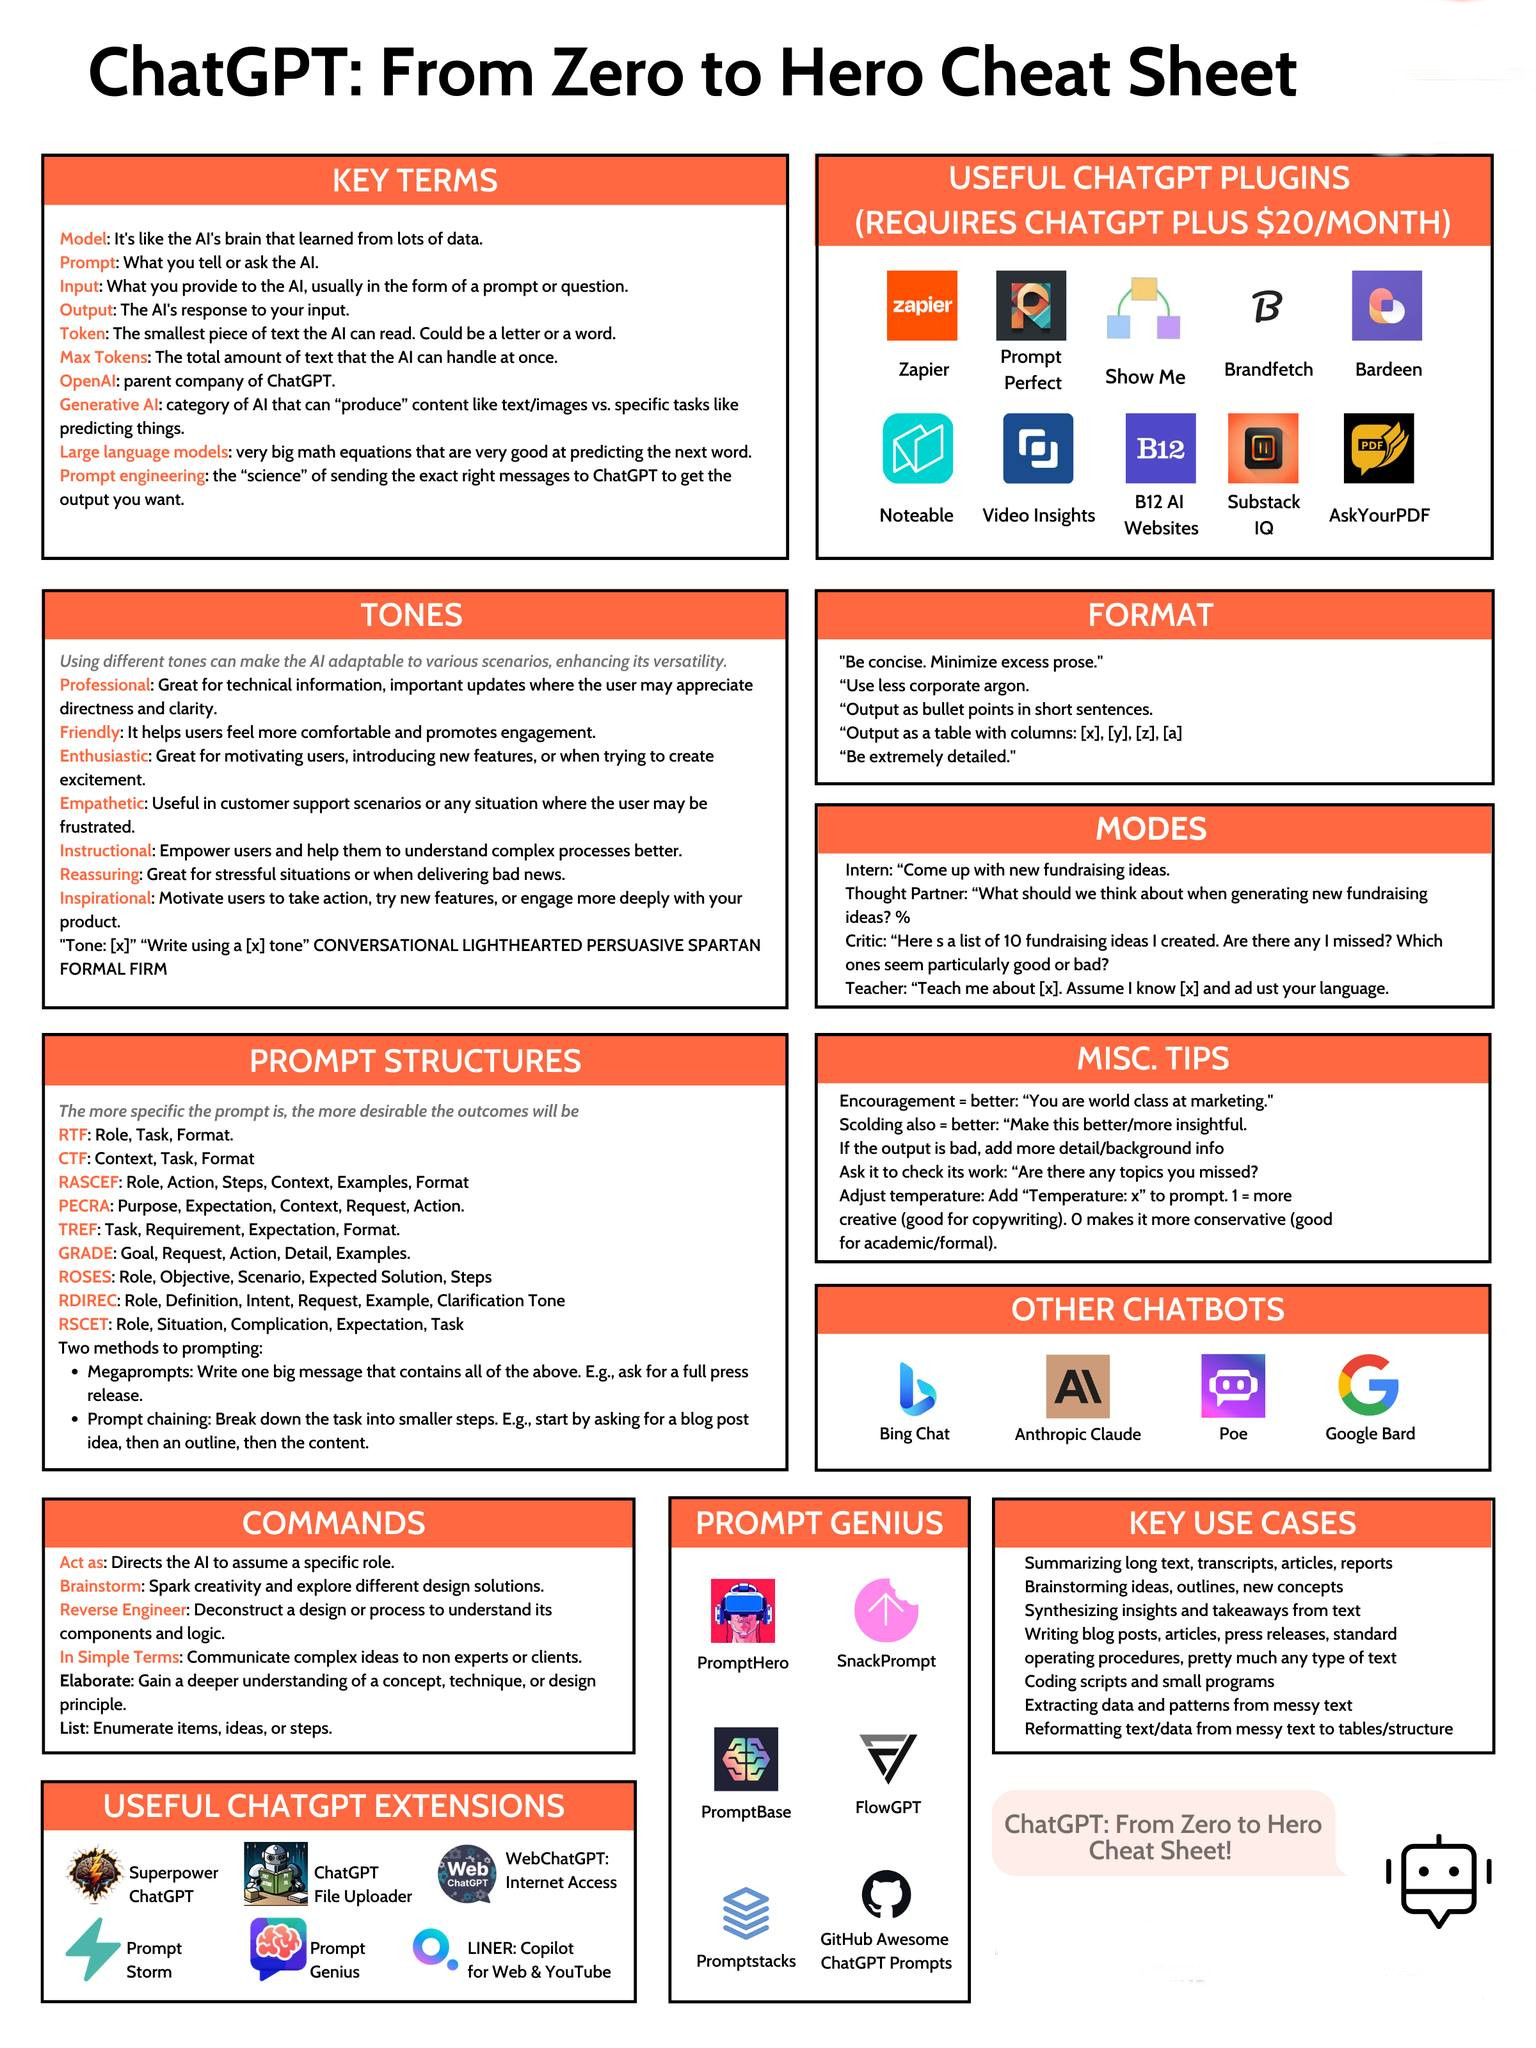 ChatGPT: From Zero to Hero Cheat Sheet
KEY TERMS
Model: It's like the AI's brain that learned from lots of data.
Prompt: What you tell or ask the AI.
Input: What you provide to the AI, usually in the form of a prompt or question.
Output: The AI's response to your input.
Token: The smallest piece of text the AI can read. Could be a letter or a word.
Max Tokens: The total amount of text that the AI can handle at once.
OpenAI: parent company of ChatGPT.
Generative AI: category of AI that can “produce” content like text/images vs. specific tasks like
predicting things.
Large language models: very big math equations that are very good at predicting the next word.
Prompt engineering: the “science” of sending the exact right messages to ChatGPT to get the
output you want.
USEFUL CHATGPT PLUGINS
(REQUIRES CHATGPT PLUS $20/MONTH)
zapier
Zapier
Prompt
Perfect
Show Me
B
Brandfetch
Bardeen
Noteable
Video Insights
B12
B12 AI
Websites
Substack
IQ
PDF
AskYourPDF
TONES
Using different tones can make the AI adaptable to various scenarios, enhancing its versatility.
Professional: Great for technical information, important updates where the user may appreciate
directness and clarity.
Friendly: It helps users feel more comfortable and promotes engagement.
Enthusiastic: Great for motivating users, introducing new features, or when trying to create
excitement.
Empathetic: Useful in customer support scenarios or any situation where the user may be
frustrated.
Instructional: Empower users and help them to understand complex processes better.
Reassuring: Great for stressful situations or when delivering bad news.
Inspirational: Motivate users to take action, try new features, or engage more deeply with your
product.
"Tone: [x]” “Write using a [x] tone” CONVERSATIONAL LIGHTHEARTED PERSUASIVE SPARTAN
FORMAL FIRM
FORMAT
"Be concise. Minimize excess prose."
“Use less corporate argon.
“Output as bullet points in short sentences.
“Output as a table with columns: [x], [y], [z], [a]
“Be extremely detailed."
MODES
Intern: “Come up with new fundraising ideas.
Thought Partner: “What should we think about when generating new fundraising
ideas? %
Critic: “Here s a list of 10 fundraising ideas I created. Are there any I missed? Which
ones seem particularly good or bad?
Teacher: “Teach me about [x]. Assume I know [x] and ad ust your language.
PROMPT STRUCTURES
The more specific the prompt is, the more desirable the outcomes will be
RTF: Role, Task, Format.
CTF: Context, Task, Format
RASCEF: Role, Action, Steps, Context, Examples, Format
PECRA: Purpose, Expectation, Context, Request, Action.
TREF: Task, Requirement, Expectation, Format.
GRADE: Goal, Request, Action, Detail, Examples.
ROSES: Role, Objective, Scenario, Expected Solution, Steps
RDIREC: Role, Definition, Intent, Request, Example, Clarification Tone
RSCET: Role, Situation, Complication, Expectation, Task
Two methods to prompting:
• Megaprompts: Write one big message that contains all of the above. E.g., ask for a full press
release.
• Prompt chaining: Break down the task into smaller steps. E.g., start by asking for a blog post
idea, then an outline, then the content.
MISC. TIPS
Encouragement = better: “You are world class at marketing."
Scolding also = better: “Make this better/more insightful.
If the output is bad, add more detail/background info
Ask it to check its work: “Are there any topics you missed?
Adjust temperature: Add “Temperature: x” to prompt. 1 = more
creative (good for copywriting). 0 makes it more conservative (good
for academic/formal).
OTHER CHATBOTS
Bing Chat
AI
Anthropic Claude
Poe
G
Google Bard
COMMANDS
Act as: Directs the AI to assume a specific role.
Brainstorm: Spark creativity and explore different design solutions.
Reverse Engineer: Deconstruct a design or process to understand its
components and logic.
In Simple Terms: Communicate complex ideas to non experts or clients.
Elaborate: Gain a deeper understanding of a concept, technique, or design
principle.
List: Enumerate items, ideas, or steps.
PROMPT GENIUS
PromptHero
SnackPrompt
PromptBase
FlowGPT
Promptstacks
GitHub Awesome
ChatGPT Prompts
KEY USE CASES
Summarizing long text, transcripts, articles, reports
Brainstorming ideas, outlines, new concepts
Synthesizing insights and takeaways from text
Writing blog posts, articles, press releases, standard
operating procedures, pretty much any type of text
Coding scripts and small programs
Extracting data and patterns from messy text
Reformatting text/data from messy text to tables/structure
USEFUL CHATGPT EXTENSIONS
Superpower
ChatGPT
ChatGPT
File Uploader
Web
ChatGPT
WebChatGPT:
Internet Access
Prompt
Storm
Prompt
Genius
LINER: Copilot
for Web & YouTube
ChatGPT: From Zero to Hero
Cheat Sheet!